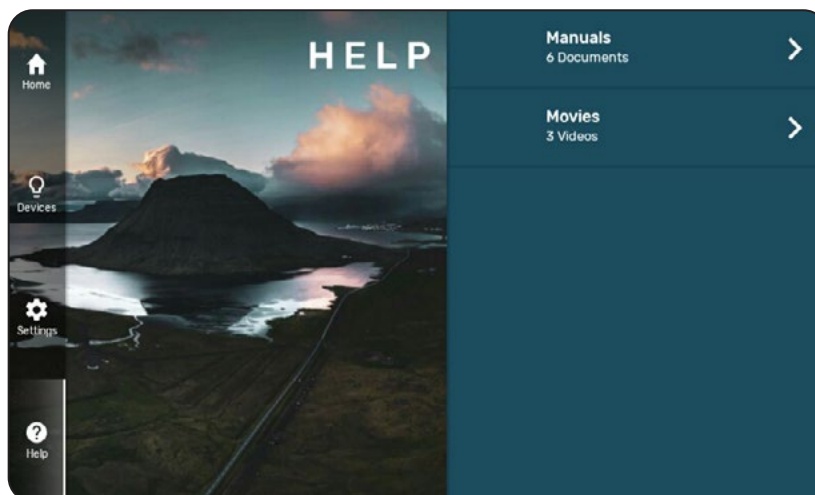 Home
Devices
Settings
Help
HELP
Manuals
6 Documents
Movies
3 Videos